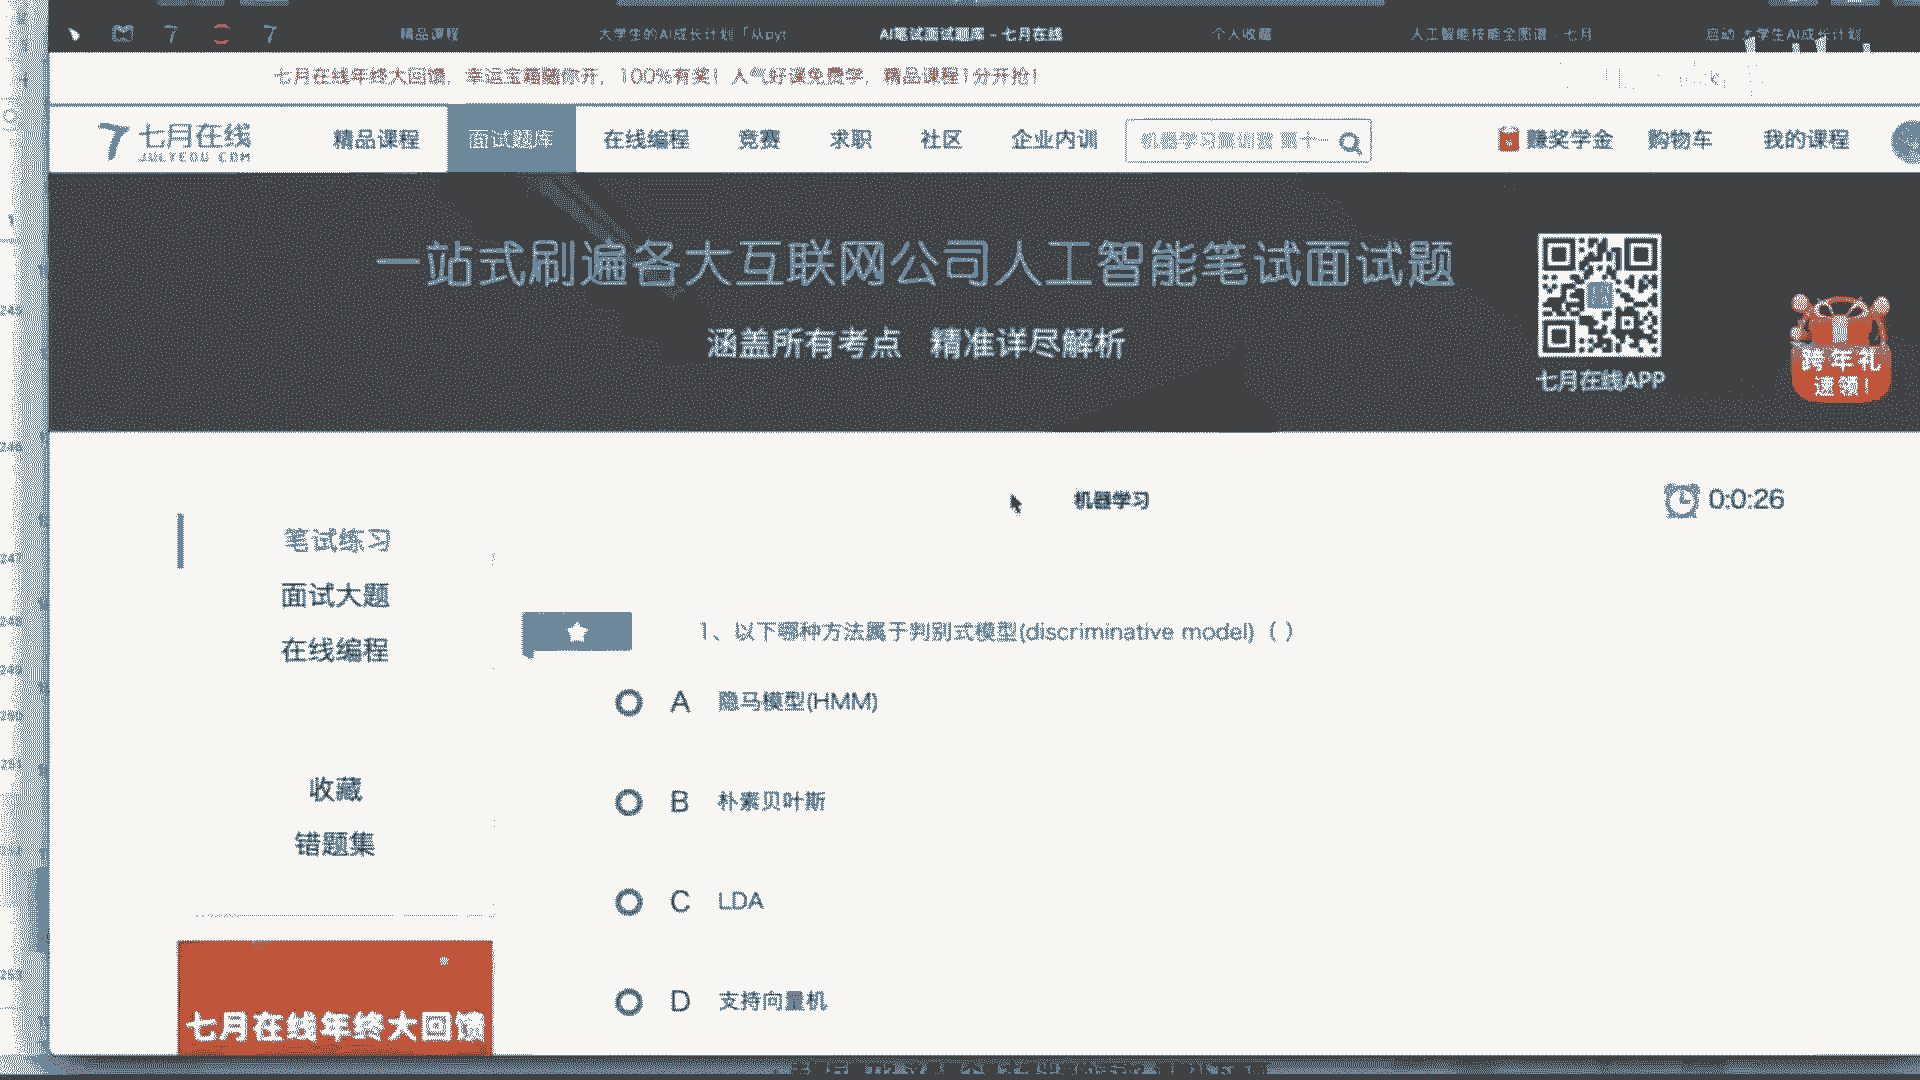 精品课程 大学生的AI成长计划「从pyt AI笔试面试题库 - 七月在线 个人收藏 人工智能技能全图谱 - 七月 启动 大学生AI成长计划
七月在线年终大回馈，幸运宝箱随你开，100%有奖！人气好课免费学，精品课程1分开抢！
七月在线 JULYEDU.COM 精品课程 面试题库 在线编程 竞赛 求职 社区 企业内训 机器学习集训营 第十一 赚奖学金 购物车 我的课程
一站式刷遍各大互联网公司人工智能笔试面试题
涵盖所有考点 精准详尽解析
七月在线APP
跨年礼
速领！
机器学习 0:0:26
笔试练习
面试大题
在线编程
收藏
错题集
七月在线年终大回馈
1、以下哪种方法属于判别式模型(discriminative model)（ ）
A 隐马模型(HMM)
B 朴素贝叶斯
C LDA
D 支持向量机